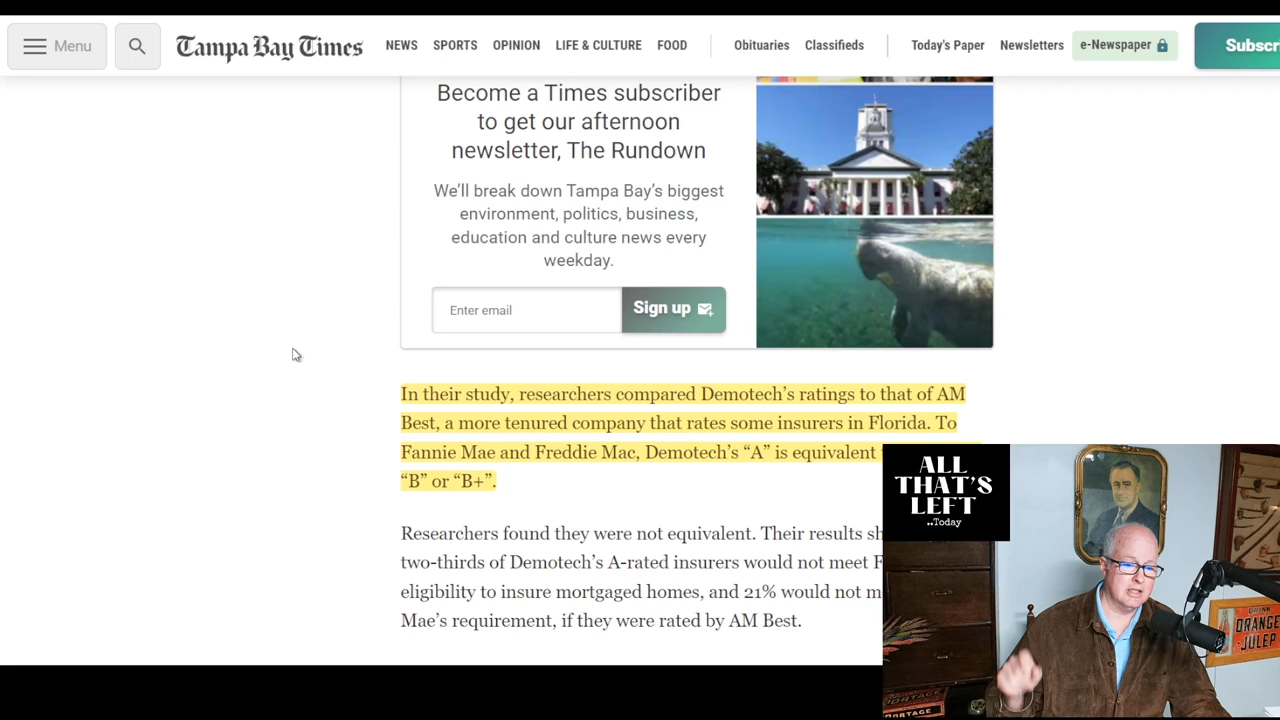 Menu
Tampa Bay Times
NEWS SPORTS OPINION LIFE & CULTURE FOOD
Obituaries Classifieds
Today's Paper Newsletters e-Newspaper
Become a Times subscriber
to get our afternoon
newsletter, The Rundown
We'll break down Tampa Bay's biggest
environment, politics, business,
education and culture news every
weekday.
Enter email
Sign up
In their study, researchers compared Demotech's ratings to that of AM
Best, a more tenured company that rates some insurers in Florida. To
Fannie Mae and Freddie Mac, Demotech's “A” is equivalent
“B” or “B+”.
Researchers found they were not equivalent. Their results
two-thirds of Demotech's A-rated insurers would not meet
eligibility to insure mortgaged homes, and 21% would not
Mae's requirement, if they were rated by AM Best.
ALL
THAT'S
LEFT
..Today
DRINK
ORANGE
-JULEP